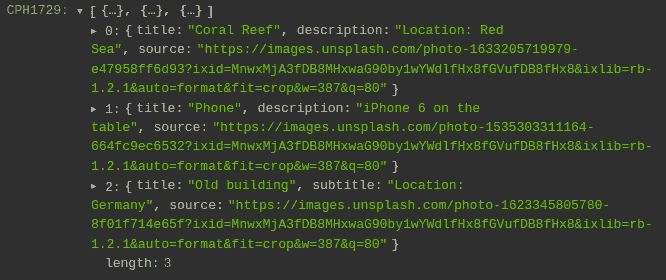 CPH1729: ▼ [ {…}, {…}, {…} ]
▶ 0: { title: "Coral Reef", description: "Location: Red
Sea", source: "https://images.unsplash.com/photo-1633205719979-
e47958ff6d93?ixid=MnwxMjA3fDB8MHxwaG90by1wYWdlfHx8fGVufDB8fHx8&ixlib=rb-
1.2.1&auto=format&fit=crop&w=387&q=80" }
▶ 1: { title: "Phone", description: "iPhone 6 on the
table", source: "https://images.unsplash.com/photo-1535303311164-
664fc9ec6532?ixid=MnwxMjA3fDB8MHxwaG90by1wYWdlfHx8fGVufDB8fHx8&ixlib=rb-
1.2.1&auto=format&fit=crop&w=387&q=80" }
▶ 2: { title: "Old building", subtitle: "Location:
Germany", source: "https://images.unsplash.com/photo-1623345805780-
8f01f714e65f?ixid=MnwxMjA3fDB8MHxwaG90by1wYWdlfHx8fGVufDB8fHx8&ixlib=rb-
1.2.1&auto=format&fit=crop&w=387&q=80" }
length: 3